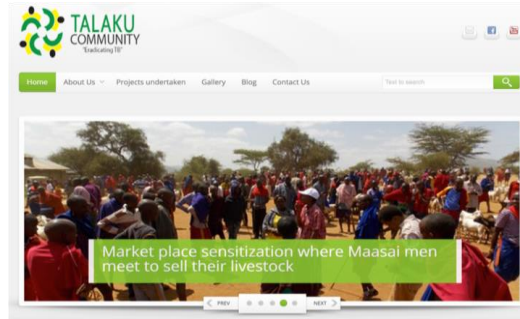 TALAKU
COMMUNITY
"Eradicating TB"
Home About Us Projects undertaken Gallery Blog Contact Us Text to search
Market place sensitization where Maasai men
meet to sell their livestock
PREV NEXT